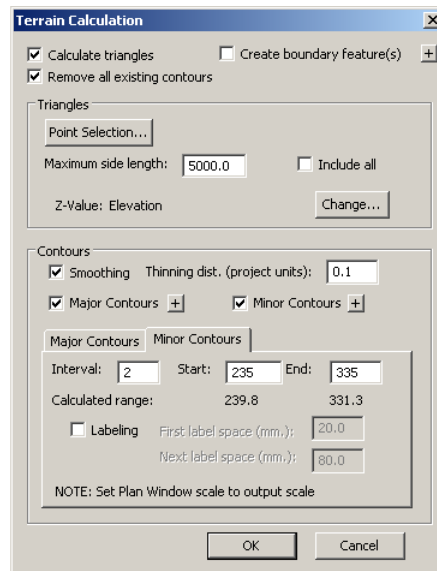 Terrain Calculation
Calculate triangles Create boundary feature(s) +
Remove all existing contours
Triangles
Point Selection...
Maximum side length: 5000.0 Include all
Z-Value: Elevation Change...
Contours
Smoothing Thinning dist. (project units): 0.1
Major Contours + Minor Contours +
Major Contours Minor Contours
Interval: 2 Start: 235 End: 335
Calculated range: 239.8 331.3
Labeling First label space (mm.): 20.0
Next label space (mm.): 80.0
NOTE: Set Plan Window scale to output scale
OK Cancel